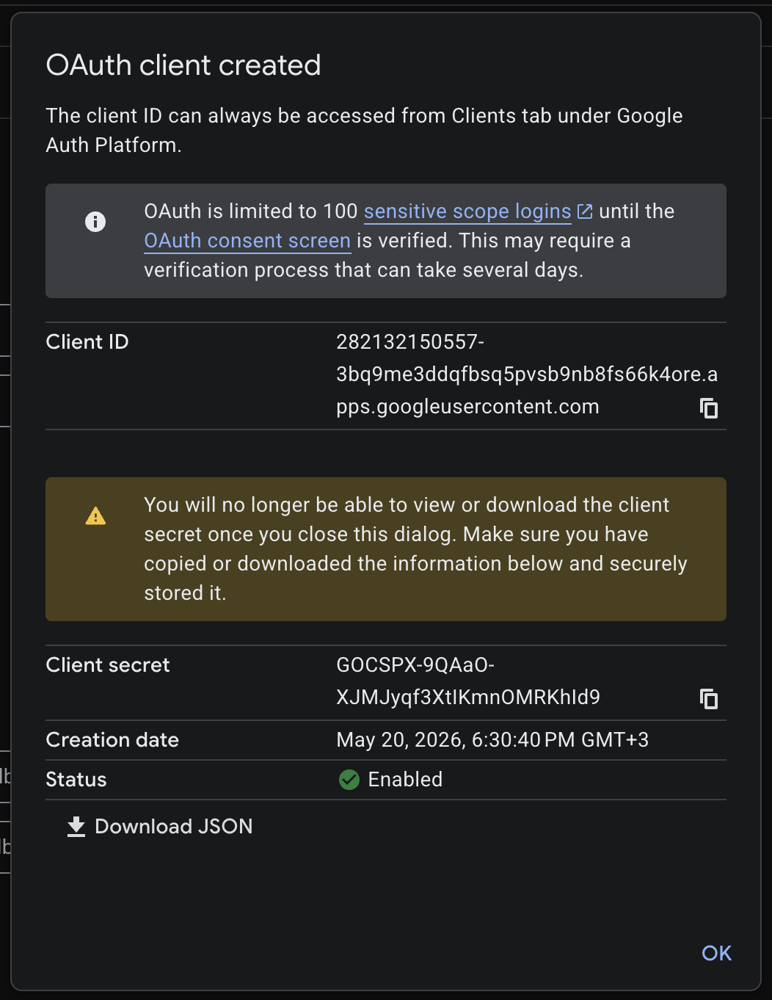 OAuth client created
The client ID can always be accessed from Clients tab under Google
Auth Platform.
OAuth is limited to 100 sensitive scope logins until the
OAuth consent screen is verified. This may require a
verification process that can take several days.
Client ID
282132150557-
3bq9me3ddqfbsq5pvsb9nb8fs66k4ore.a
pps.googleusercontent.com
You will no longer be able to view or download the client
secret once you close this dialog. Make sure you have
copied or downloaded the information below and securely
stored it.
Client secret
GOCSPX-9QAaO-
XJMJyqf3XtIKmnOMRKhId9
Creation date
May 20, 2026, 6:30:40 PM GMT+3
Status
Enabled
Download JSON
OK